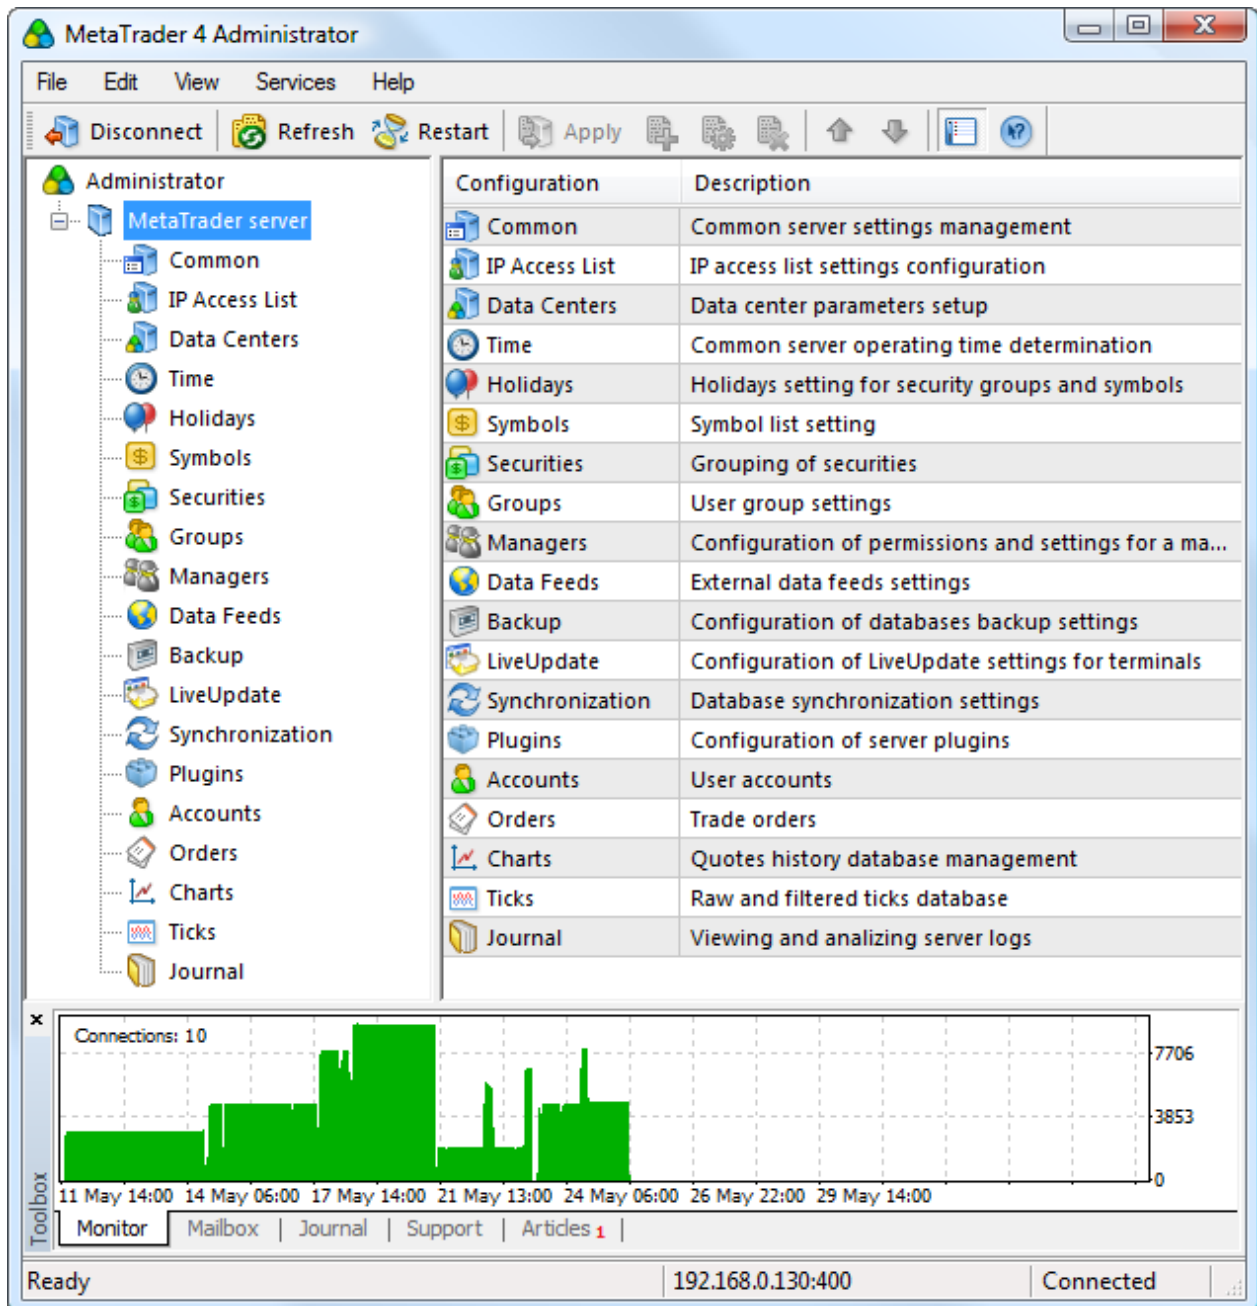 MetaTrader 4 Administrator
File Edit View Services Help
Disconnect Refresh Restart Apply
Administrator
MetaTrader server
Common
IP Access List
Data Centers
Time
Holidays
Symbols
Securities
Groups
Managers
Data Feeds
Backup
LiveUpdate
Synchronization
Plugins
Accounts
Orders
Charts
Ticks
Journal
Configuration Description
Common Common server settings management
IP Access List IP access list settings configuration
Data Centers Data center parameters setup
Time Common server operating time determination
Holidays Holidays setting for security groups and symbols
Symbols Symbol list setting
Securities Grouping of securities
Groups User group settings
Managers Configuration of permissions and settings for a ma...
Data Feeds External data feeds settings
Backup Configuration of databases backup settings
LiveUpdate Configuration of LiveUpdate settings for terminals
Synchronization Database synchronization settings
Plugins Configuration of server plugins
Accounts User accounts
Orders Trade orders
Charts Quotes history database management
Ticks Raw and filtered ticks database
Journal Viewing and analizing server logs
Toolbox
Connections: 10
7706
3853
0
11 May 14:00 14 May 06:00 17 May 14:00 21 May 13:00 24 May 06:00 26 May 22:00 29 May 14:00
Monitor Mailbox | Journal | Support | Articles 1 |
Ready 192.168.0.130:400 Connected